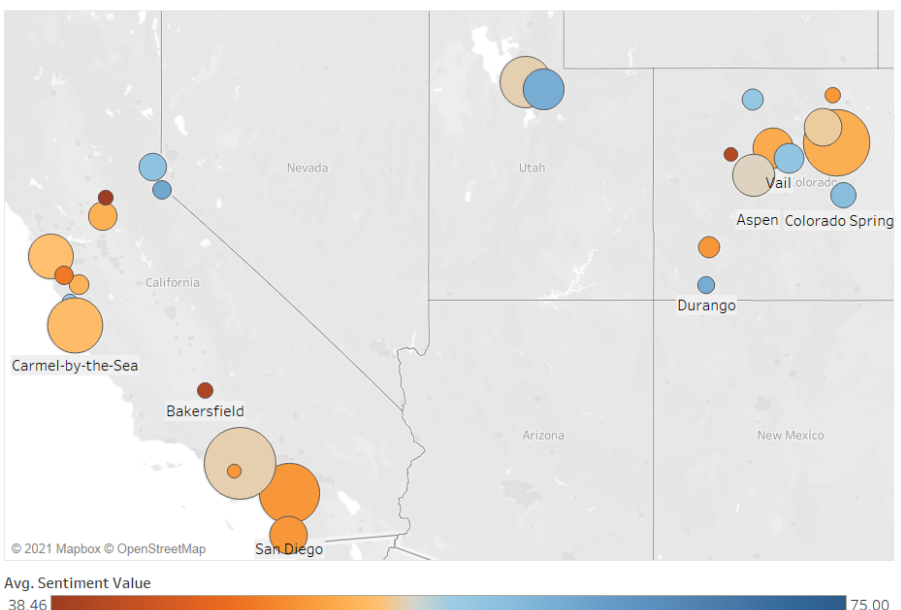 Nevada
Utah
Vail
Colorado
Aspen
Colorado Spring
California
Durango
Carmel-by-the-Sea
Bakersfield
Arizona
New Mexico
San Diego
© 2021 Mapbox © OpenStreetMap
Avg. Sentiment Value
38.46
75.00